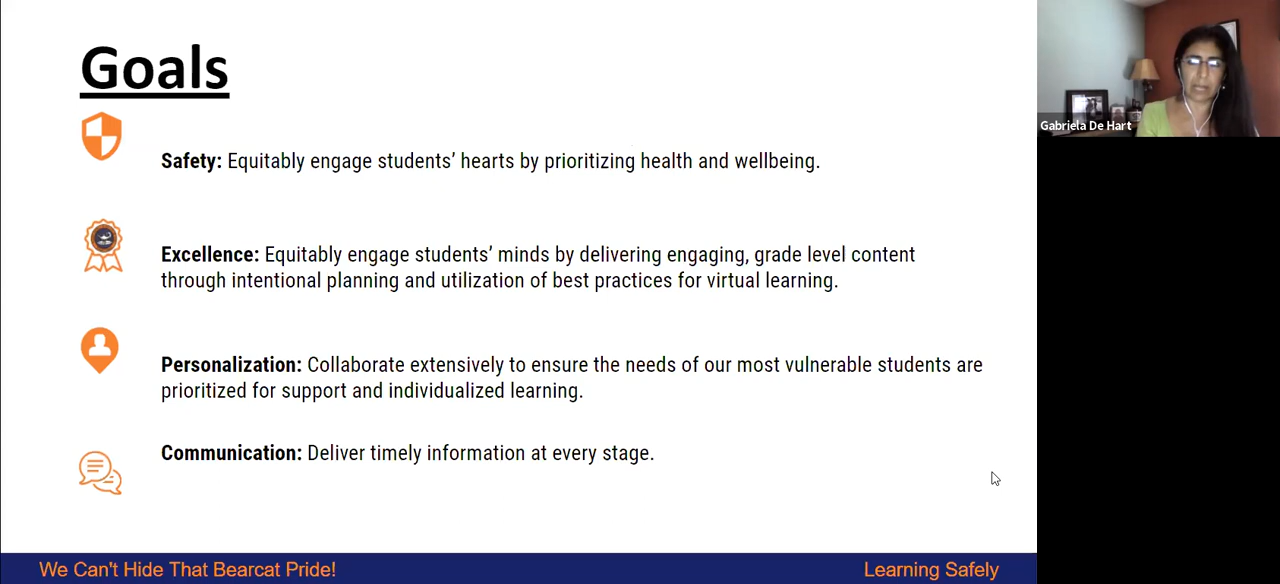 Goals
Safety: Equitably engage students’ hearts by prioritizing health and wellbeing.
Excellence: Equitably engage students’ minds by delivering engaging, grade level content
through intentional planning and utilization of best practices for virtual learning.
Personalization: Collaborate extensively to ensure the needs of our most vulnerable students are
prioritized for support and individualized learning.
Communication: Deliver timely information at every stage.
We Can't Hide That Bearcat Pride!
Learning Safely
Gabriela De Hart